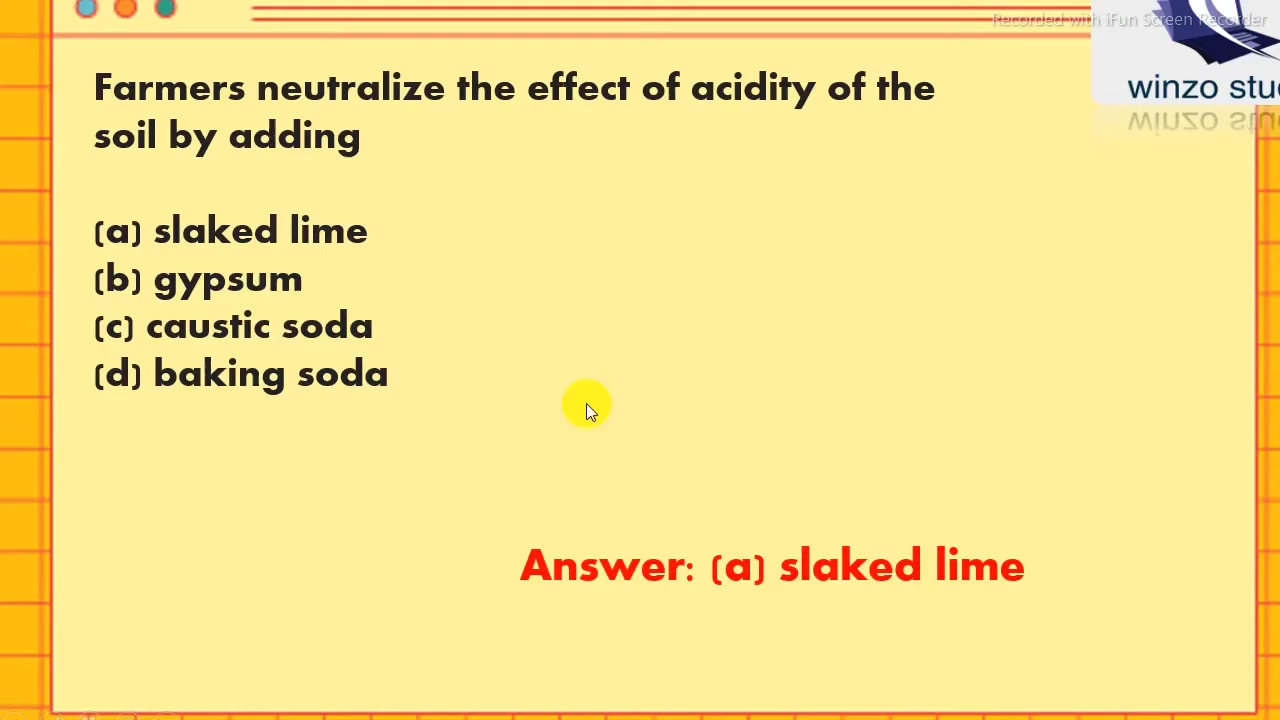 Recorded with iFun Screen Recorder
winzo
Farmers neutralize the effect of acidity of the
soil by adding
(a) slaked lime
(b) gypsum
(c) caustic soda
(d) baking soda
Answer: (a) slaked lime